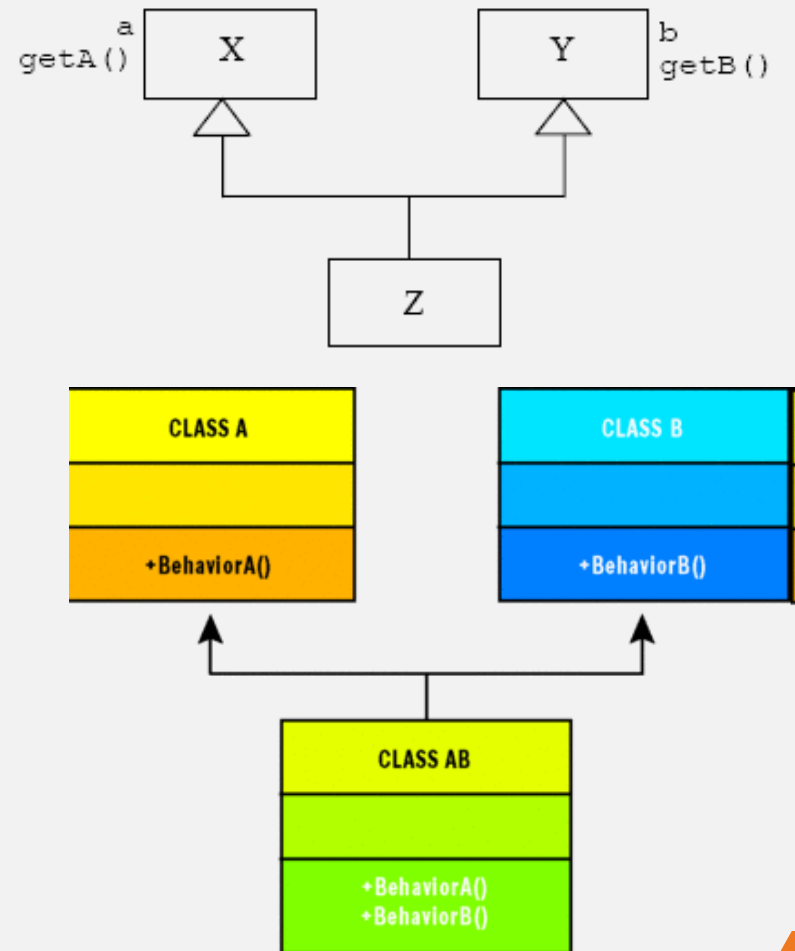 a
getA()
X
Y
b
getB()
Z
CLASS A
+BehaviorA()
CLASS B
+BehaviorB()
CLASS AB
+BehaviorA()
+BehaviorB()